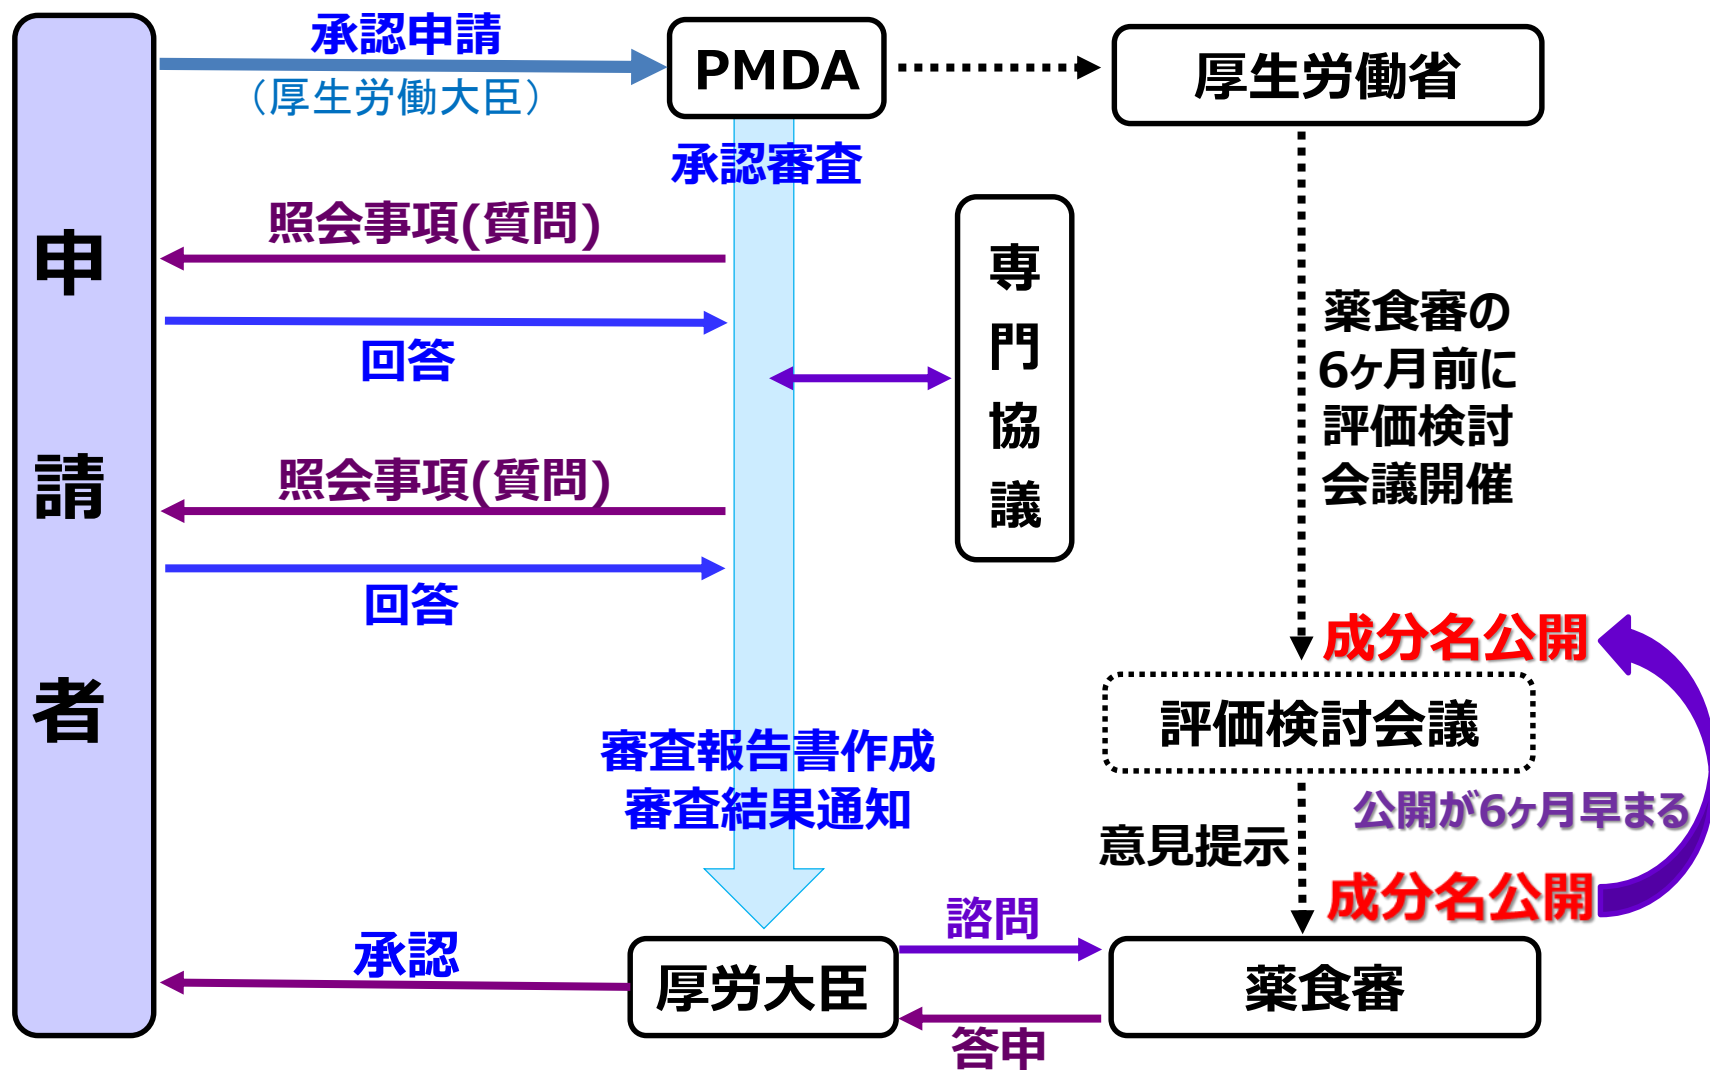 承認申請
（厚生労働大臣）
PMDA
厚生労働省
承認審査
照会事項(質問)
回答
照会事項(質問)
回答
申請者
専門協議
薬食審の
6ヶ月前に
評価検討
会議開催
成分名公開
評価検討会議
公開が6ヶ月早まる
意見提示
成分名公開
審査報告書作成
審査結果通知
諮問
承認
厚労大臣
薬食審
答申